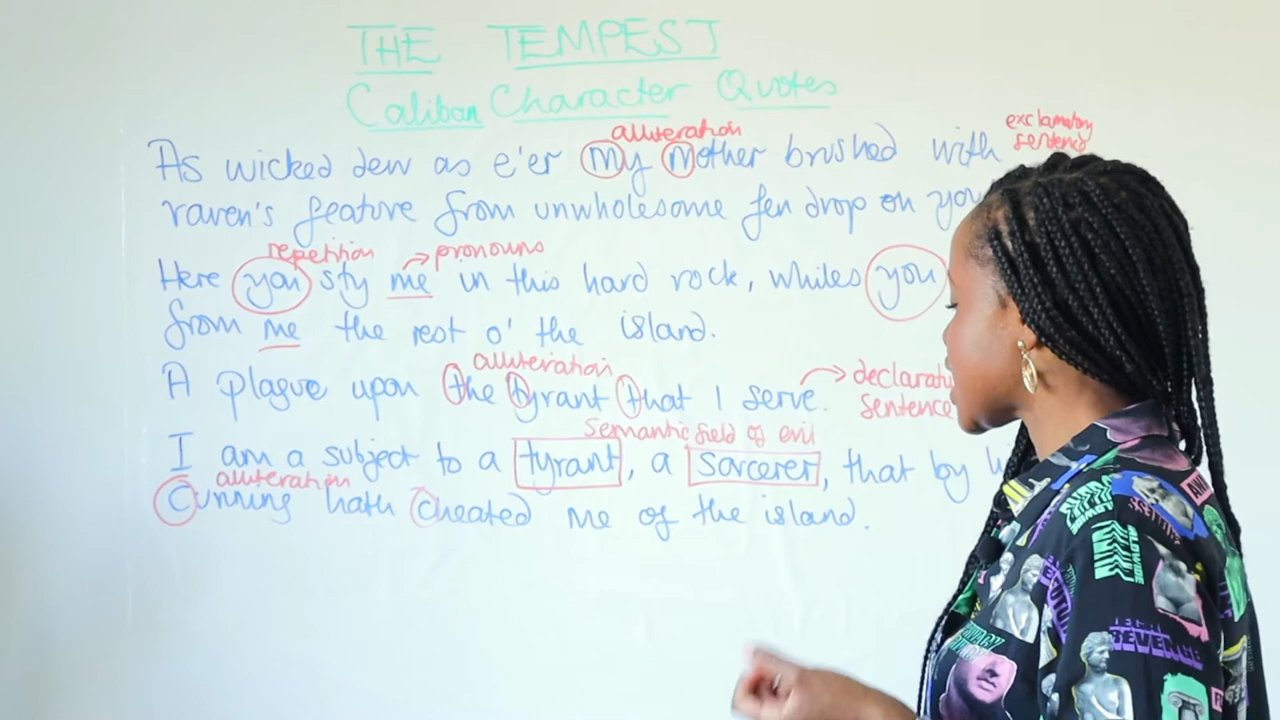 THE TEMPEST
Caliban Character Quotes
alliteration
exclamatory
sentence
As wicked dew as e'er My Mother brushed with
raven's feature from unwholesome fen drop on you
repetition → pronouns
Here you sty me in this hard rock, whiles you
from me the rest o' the island.
alliteration
A plague upon the tyrant that I serve. → declarati
sentence
semantic field of evil
I am a subject to a tyrant, a sorcerer, that by h
alliteration
Cunning hath cheated me of the island.
REVENGE